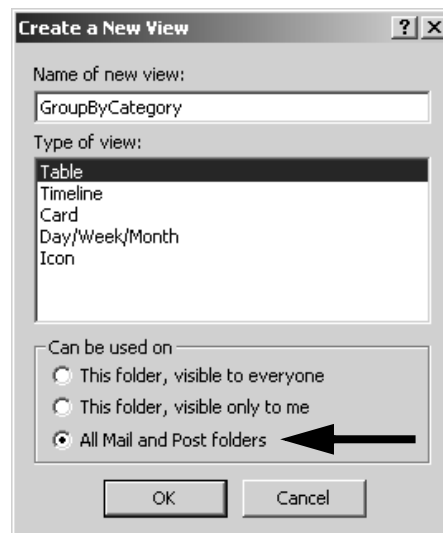 Create a New View
Name of new view:
GroupByCategory
Type of view:
Table
Timeline
Card
Day/Week/Month
Icon
Can be used on
This folder, visible to everyone
This folder, visible only to me
All Mail and Post folders
OK
Cancel